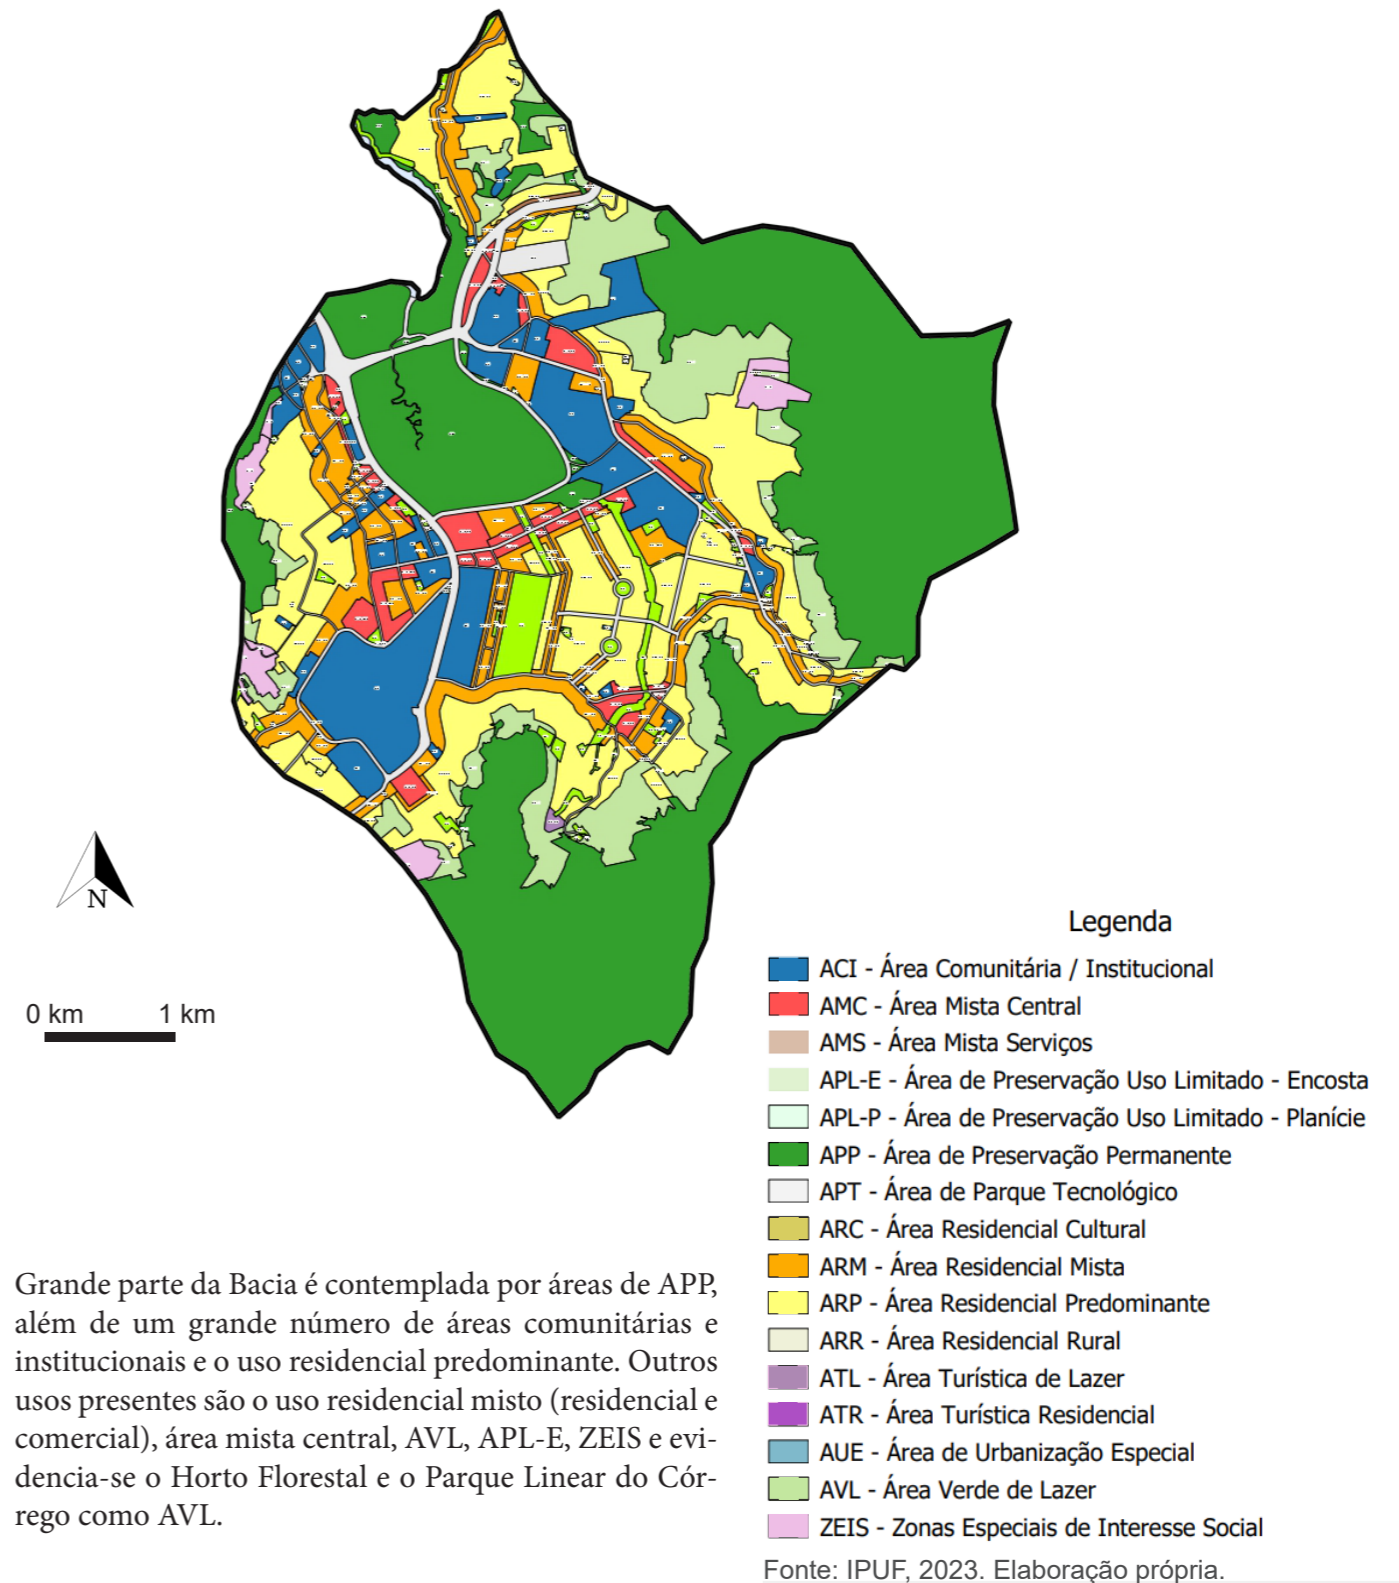 N
0 km 1 km
Legenda
ACI - Área Comunitária / Institucional
AMC - Área Mista Central
AMS - Área Mista Serviços
APL-E - Área de Preservação Uso Limitado - Encosta
APL-P - Área de Preservação Uso Limitado - Planície
APP - Área de Preservação Permanente
APT - Área de Parque Tecnológico
ARC - Área Residencial Cultural
ARM - Área Residencial Mista
ARP - Área Residencial Predominante
ARR - Área Residencial Rural
ATL - Área Turística de Lazer
ATR - Área Turística Residencial
AUE - Área de Urbanização Especial
AVL - Área Verde de Lazer
ZEIS - Zonas Especiais de Interesse Social
Fonte: IPUF, 2023. Elaboração própria.
Grande parte da Bacia é contemplada por áreas de APP,
além de um grande número de áreas comunitárias e
institucionais e o uso residencial predominante. Outros
usos presentes são o uso residencial misto (residencial e
comercial), área mista central, AVL, APL-E, ZEIS e evi-
dencia-se o Horto Florestal e o Parque Linear do Cór-
rego como AVL.